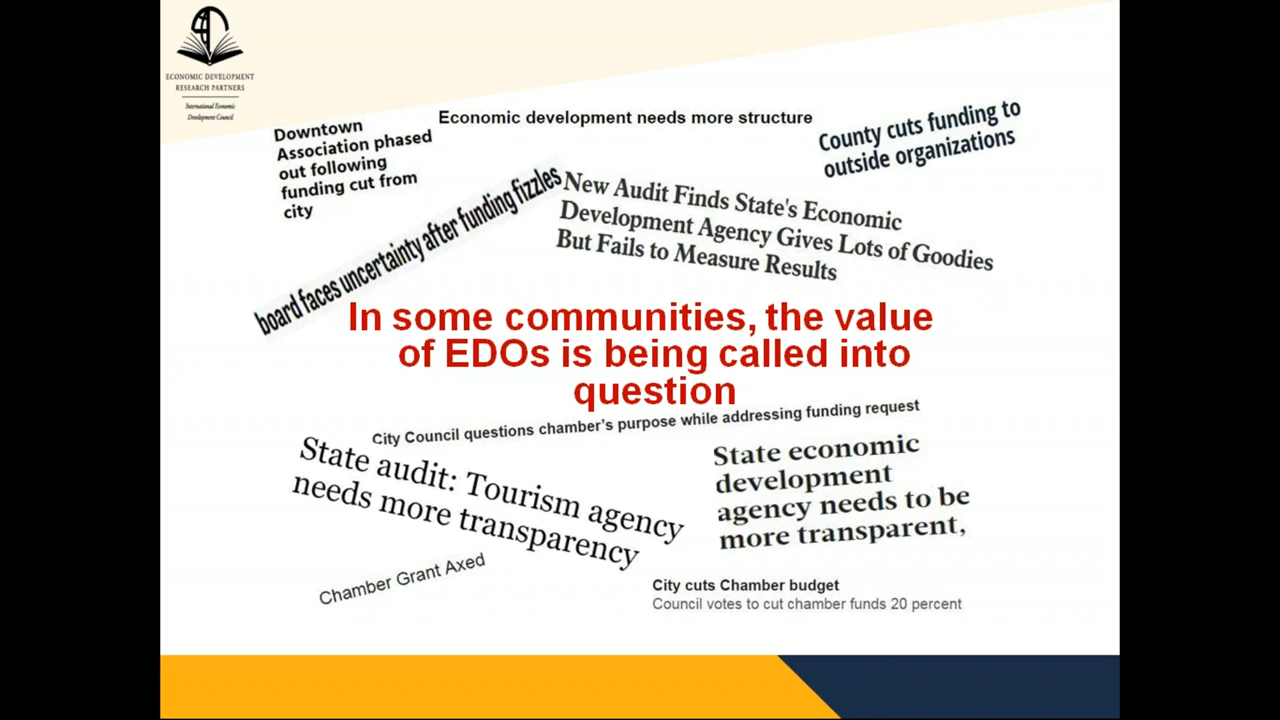 ECONOMIC DEVELOPMENT
RESEARCH PARTNERS
International Economic
Development Council
Economic development needs more structure
Downtown
Association phased
out following
funding cut from
city
County cuts funding to
outside organizations
board faces uncertainty after funding fizzles
New Audit Finds State's Economic
Development Agency Gives Lots of Goodies
But Fails to Measure Results
In some communities, the value
of EDOs is being called into
question
City Council questions chamber's purpose while addressing funding request
State audit: Tourism agency
needs more transparency
State economic
development
agency needs to be
more transparent,
Chamber Grant Axed
City cuts Chamber budget
Council votes to cut chamber funds 20 percent